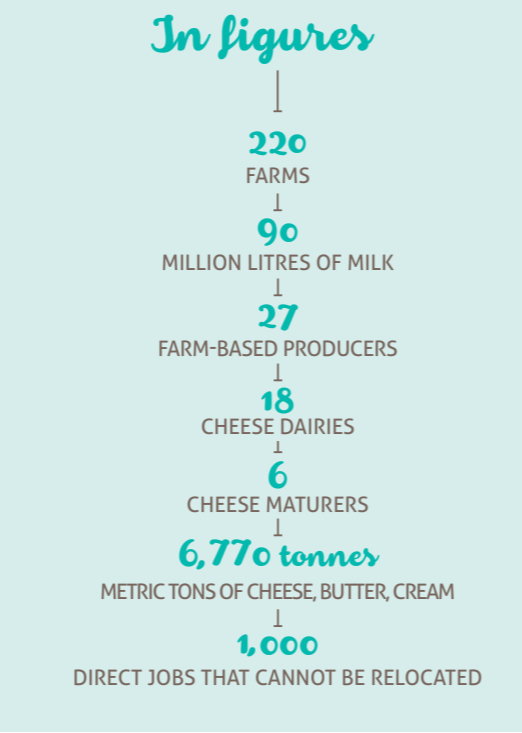 In figures
220
FARMS
90
MILLION LITRES OF MILK
27
FARM-BASED PRODUCERS
18
CHEESE DAIRIES
6
CHEESE MATURERS
6,770 tonnes
METRIC TONS OF CHEESE, BUTTER, CREAM
1,000
DIRECT JOBS THAT CANNOT BE RELOCATED